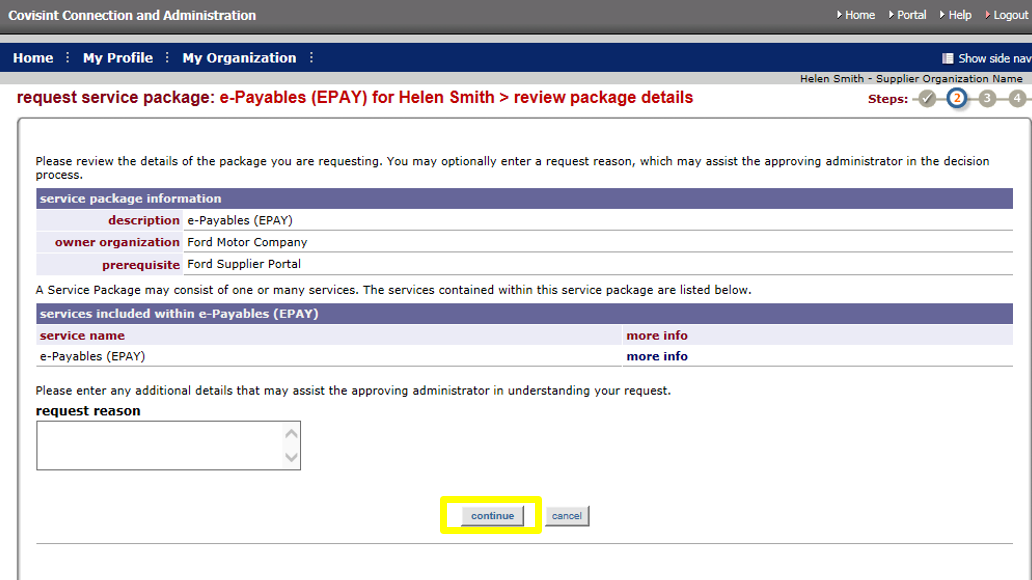 Covisint Connection and Administration
Home Portal Help Logout
Home My Profile My Organization
Show side nav
Helen Smith - Supplier Organization Name
request service package: e-Payables (EPAY) for Helen Smith > review package details
Steps: 2 3 4
Please review the details of the package you are requesting. You may optionally enter a request reason, which may assist the approving administrator in the decision
process.
service package information
description e-Payables (EPAY)
owner organization Ford Motor Company
prerequisite Ford Supplier Portal
A Service Package may consist of one or many services. The services contained within this service package are listed below.
services included within e-Payables (EPAY)
service name more info
e-Payables (EPAY) more info
Please enter any additional details that may assist the approving administrator in understanding your request.
request reason
continue cancel